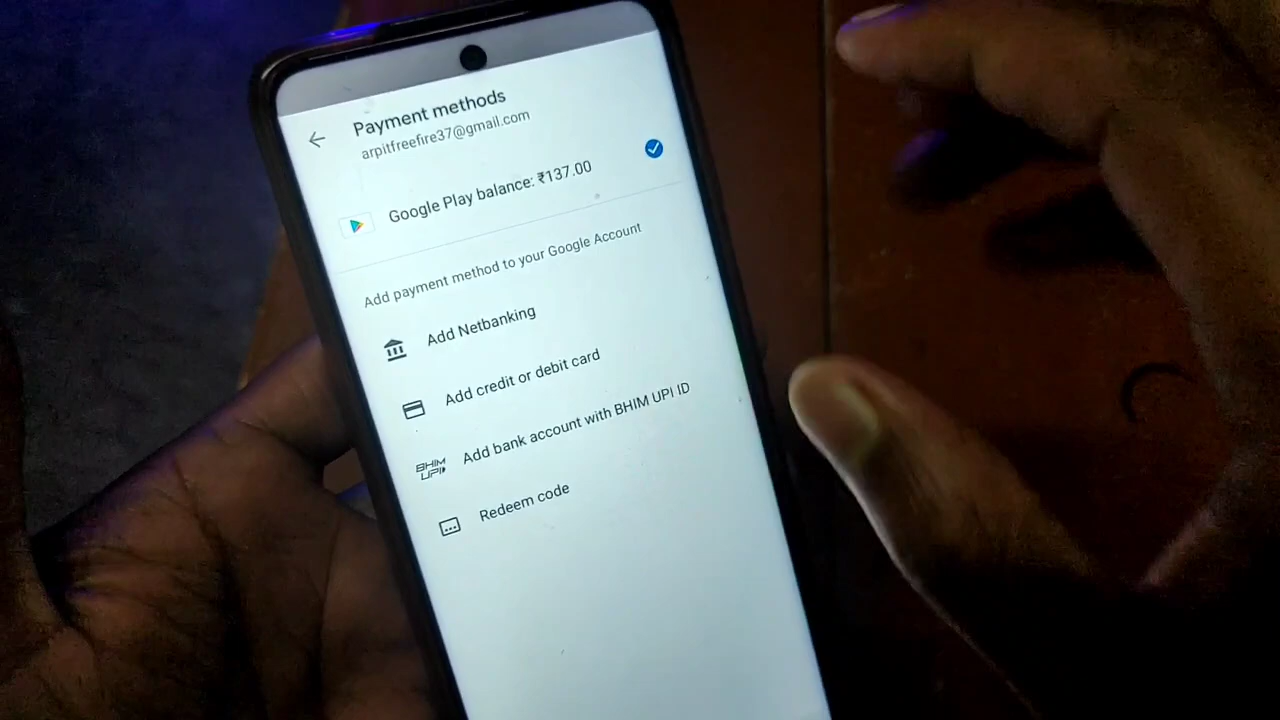 Payment methods
arpitfreefire37@gmail.com
Google Play balance: ₹137.00
Add payment method to your Google Account
Add Netbanking
Add credit or debit card
BHIM UPI
Add bank account with BHIM UPI ID
Redeem code